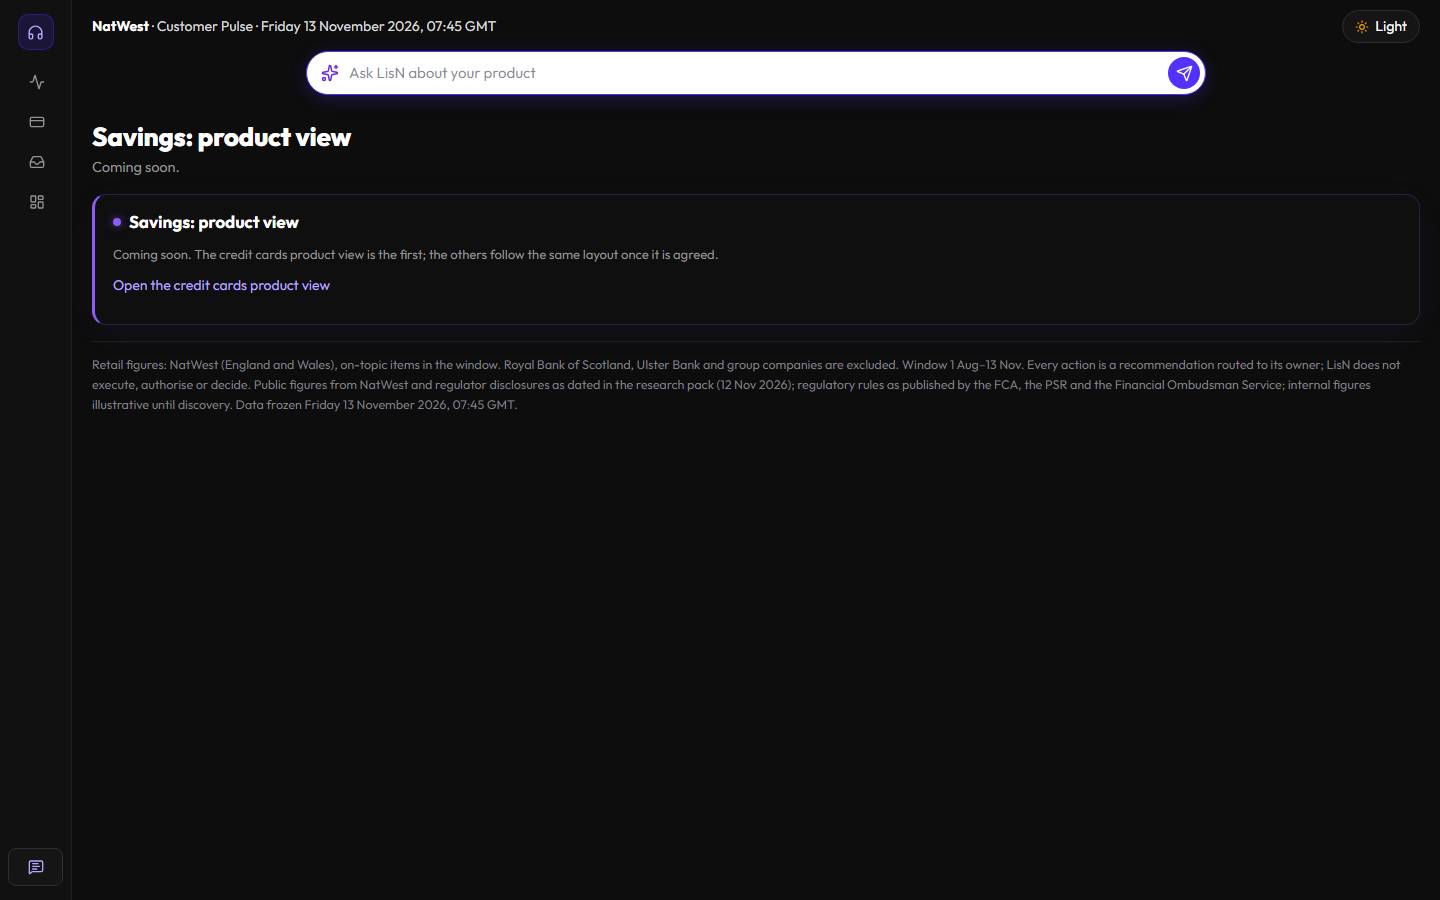 NatWest · Customer Pulse · Friday 13 November 2026, 07:45 GMT
Light
Ask LisN about your product
Savings: product view
Coming soon.
Savings: product view
Coming soon. The credit cards product view is the first; the others follow the same layout once it is agreed.
Open the credit cards product view
Retail figures: NatWest (England and Wales), on-topic items in the window. Royal Bank of Scotland, Ulster Bank and group companies are excluded. Window 1 Aug–13 Nov. Every action is a recommendation routed to its owner; LisN does not
execute, authorise or decide. Public figures from NatWest and regulator disclosures as dated in the research pack (12 Nov 2026); regulatory rules as published by the FCA, the PSR and the Financial Ombudsman Service; internal figures
illustrative until discovery. Data frozen Friday 13 November 2026, 07:45 GMT.